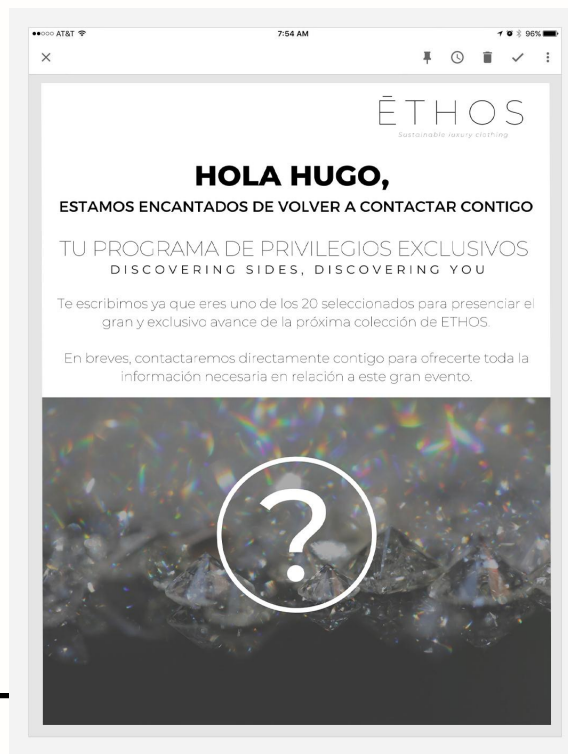 AT&T 7:54 AM 96%
ĒTHOS
Sustainable luxury clothing
HOLA HUGO,
ESTAMOS ENCANTADOS DE VOLVER A CONTACTAR CONTIGO
TU PROGRAMA DE PRIVILEGIOS EXCLUSIVOS
DISCOVERING SIDES, DISCOVERING YOU
Te escribimos ya que eres uno de los 20 seleccionados para presenciar el
gran y exclusivo avance de la próxima colección de ETHOS.
En breves, contactaremos directamente contigo para ofrecerte toda la
información necesaria en relación a este gran evento.
?